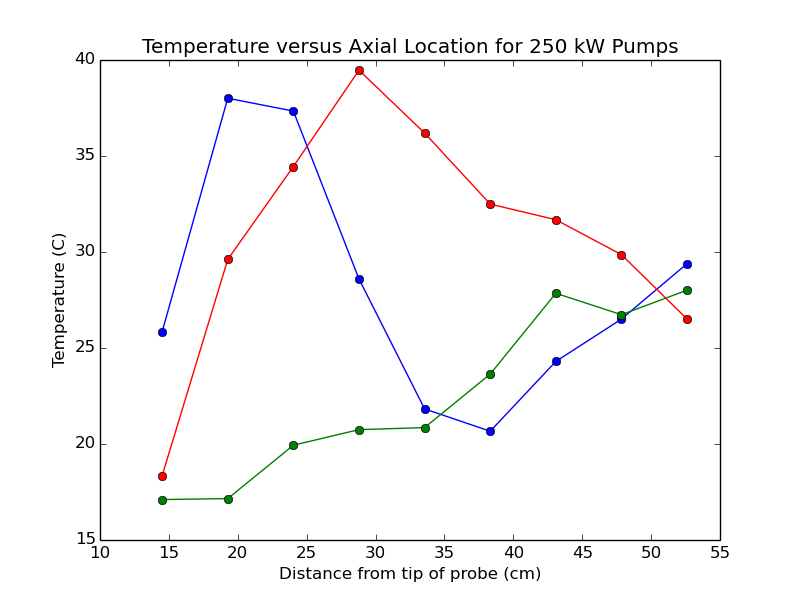 Temperature versus Axial Location for 250 kW Pumps
40
35
30
25
20
15
Temperature (C)
10 15 20 25 30 35 40 45 50 55
Distance from tip of probe (cm)